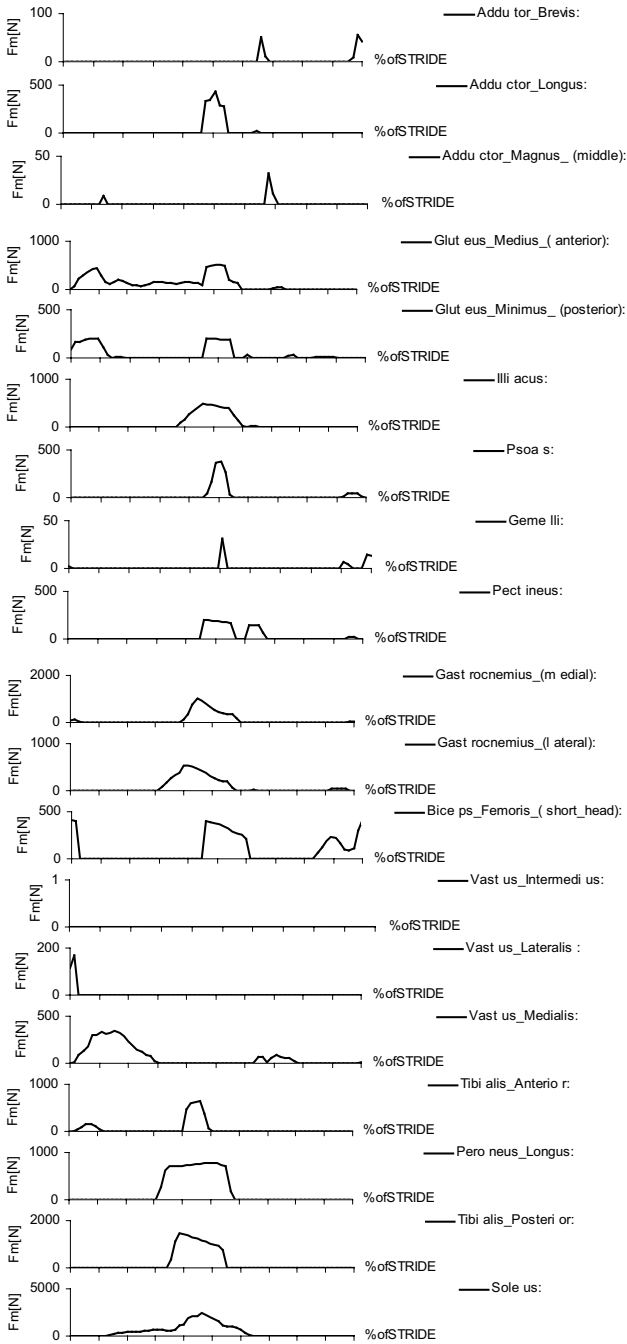 100
Fm[N]
0
%ofSTRIDE
Addu tor_Brevis:
500
Fm[N]
0
%ofSTRIDE
Addu ctor_Longus:
50
Fm[N]
0
%ofSTRIDE
Addu ctor_Magnus_ (middle):
1000
Fm[N]
0
%ofSTRIDE
Glut eus_Medius_( anterior):
500
Fm[N]
0
%ofSTRIDE
Glut eus_Minimus_ (posterior):
1000
Fm[N]
0
%ofSTRIDE
Illi acus:
500
Fm[N]
0
%ofSTRIDE
Psoa s:
50
Fm[N]
0
%ofSTRIDE
Geme lli:
500
Fm[N]
0
%ofSTRIDE
Pect ineus:
2000
Fm[N]
0
%ofSTRIDE
Gast rocnemius_(m edial):
1000
Fm[N]
0
%ofSTRIDE
Gast rocnemius_(l ateral):
500
Fm[N]
0
%ofSTRIDE
Bice ps_Femoris_( short_head):
1
Fm[N]
0
%ofSTRIDE
Vast us_Intermedi us:
200
Fm[N]
0
%ofSTRIDE
Vast us_Lateralis :
500
Fm[N]
0
%ofSTRIDE
Vast us_Medialis:
1000
Fm[N]
0
%ofSTRIDE
Tibi alis_Anterio r:
1000
Fm[N]
0
%ofSTRIDE
Pero neus_Longus:
2000
Fm[N]
0
%ofSTRIDE
Tibi alis_Posteri or:
5000
Fm[N]
0
%ofSTRIDE
Sole us: